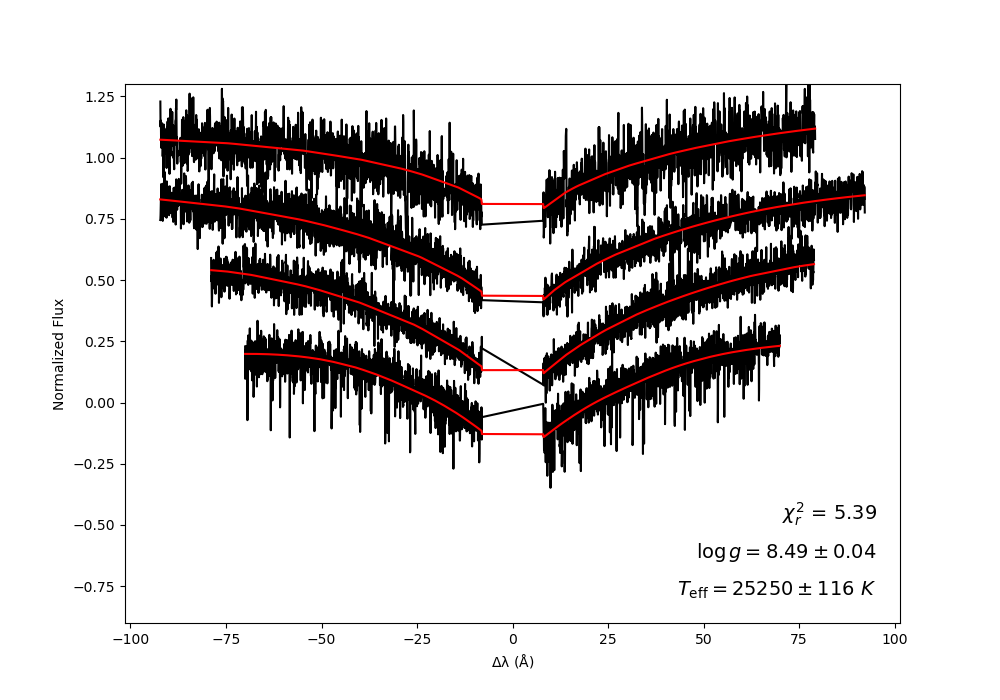 1.25
1.00
0.75
0.50
0.25
0.00
−0.25
−0.50
−0.75
Normalized Flux
χ²ᵣ = 5.39
log g = 8.49 ± 0.04
T_eff = 25250 ± 116 K
−100 −75 −50 −25 0 25 50 75 100
Δλ (Å)